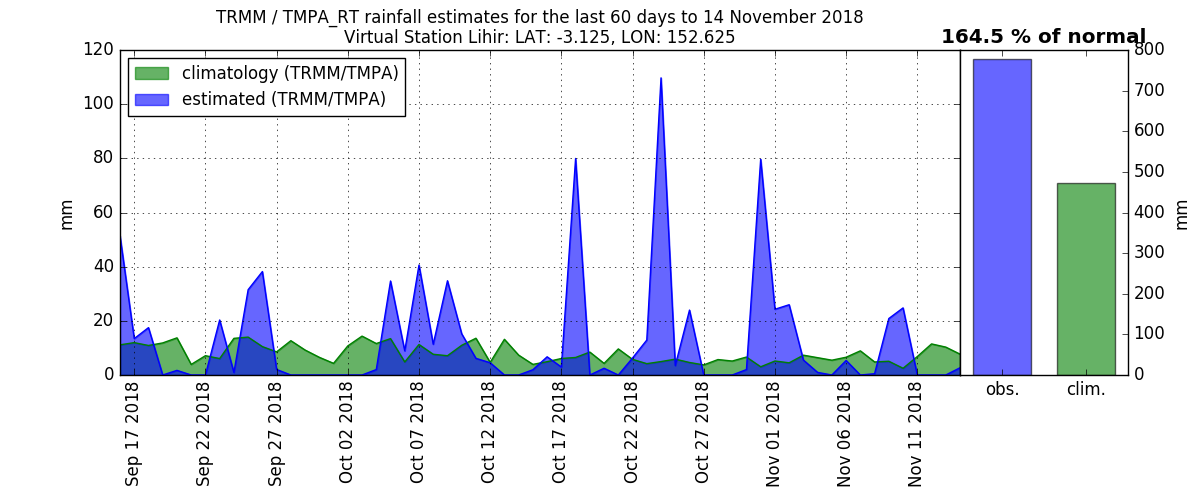 TRMM / TMPA_RT rainfall estimates for the last 60 days to 14 November 2018
Virtual Station Lihir: LAT: -3.125, LON: 152.625
164.5 % of normal
climatology (TRMM/TMPA)
estimated (TRMM/TMPA)
120
100
80
60
40
20
0
mm
Sep 17 2018
Sep 22 2018
Sep 27 2018
Oct 02 2018
Oct 07 2018
Oct 12 2018
Oct 17 2018
Oct 22 2018
Oct 27 2018
Nov 01 2018
Nov 06 2018
Nov 11 2018
obs.
clim.
800
700
600
500
400
300
200
100
0
mm